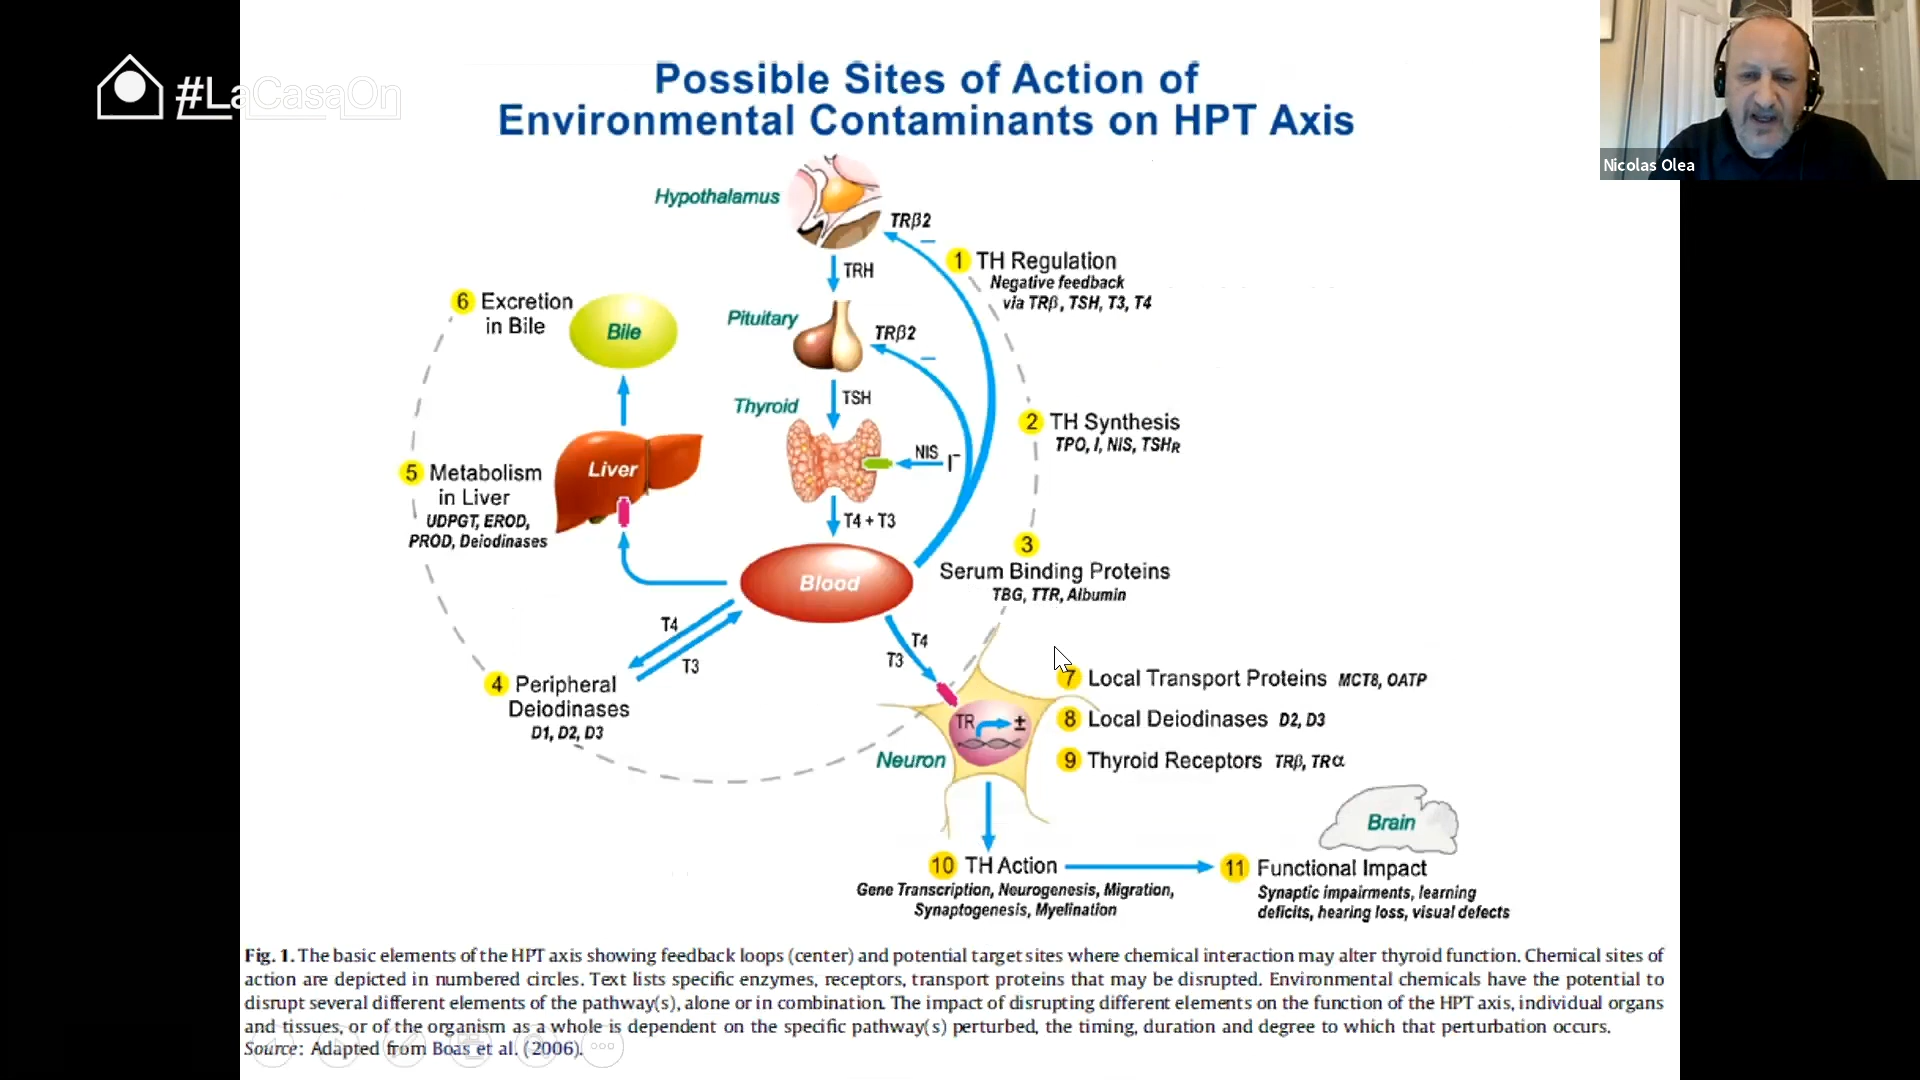 #LaCasaOn
Nicolas Olea
Possible Sites of Action of
Environmental Contaminants on HPT Axis
Hypothalamus
TRβ2
–
TRH
1 TH Regulation
Negative feedback
via TRβ, TSH, T3, T4
6 Excretion
in Bile
Bile
Pituitary
TRβ2
–
TSH
Thyroid
2 TH Synthesis
TPO, I, NIS, TSHR
NIS I⁻
Liver
5 Metabolism
in Liver
UDPGT, EROD,
PROD, Deiodinases
T4 + T3
3
Serum Binding Proteins
TBG, TTR, Albumin
Blood
T4
T3
T4
T3
4 Peripheral
Deiodinases
D1, D2, D3
7 Local Transport Proteins MCT8, OATP
8 Local Deiodinases D2, D3
9 Thyroid Receptors TRβ, TRα
TR ±
Neuron
Brain
10 TH Action
Gene Transcription, Neurogenesis, Migration,
Synaptogenesis, Myelination
11 Functional Impact
Synaptic impairments, learning
deficits, hearing loss, visual defects
Fig. 1. The basic elements of the HPT axis showing feedback loops (center) and potential target sites where chemical interaction may alter thyroid function. Chemical sites of
action are depicted in numbered circles. Text lists specific enzymes, receptors, transport proteins that may be disrupted. Environmental chemicals have the potential to
disrupt several different elements of the pathway(s), alone or in combination. The impact of disrupting different elements on the function of the HPT axis, individual organs
and tissues, or of the organism as a whole is dependent on the specific pathway(s) perturbed, the timing, duration and degree to which that perturbation occurs.
Source: Adapted from Boas et al. (2006).